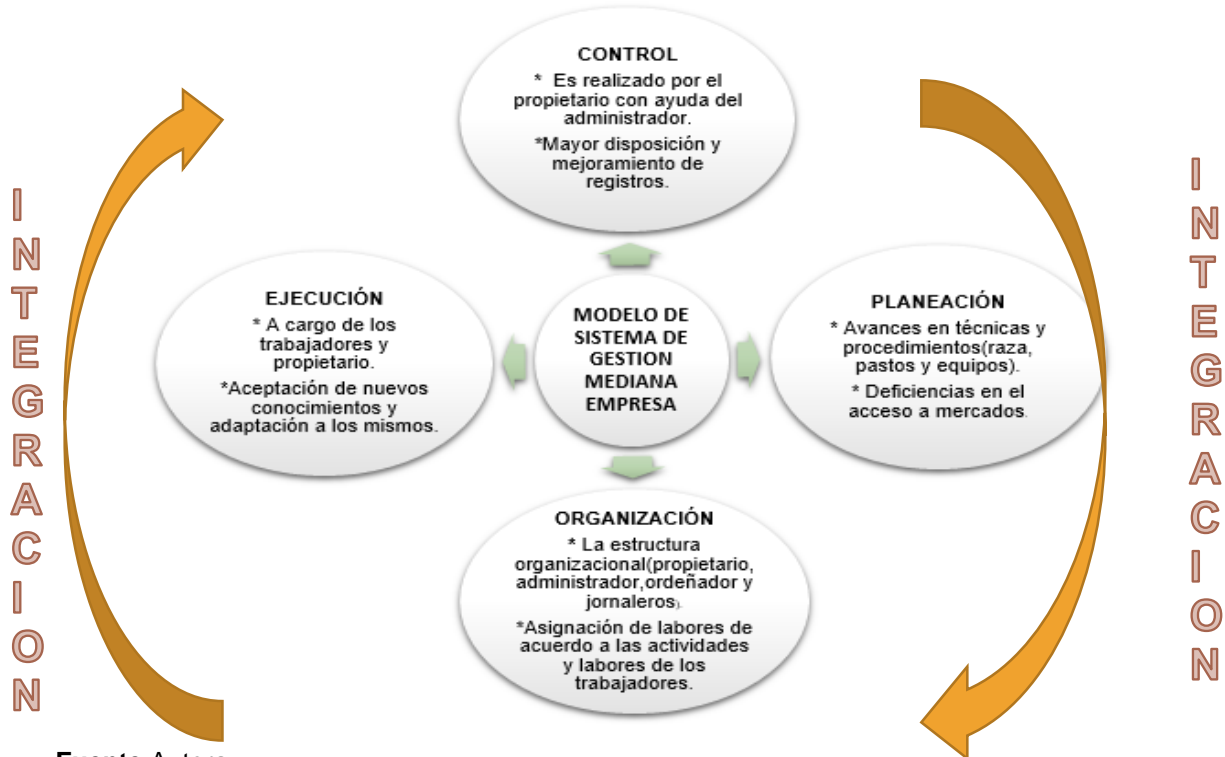 CONTROL
* Es realizado por el
propietario con ayuda del
administrador.
*Mayor disposición y
mejoramiento de
registros.
INTEGRACION
EJECUCIÓN
* A cargo de los
trabajadores y
propietario.
*Aceptación de nuevos
conocimientos y
adaptación a los mismos.
MODELO DE
SISTEMA DE
GESTION
MEDIANA
EMPRESA
PLANEACIÓN
* Avances en técnicas y
procedimientos(raza,
pastos y equipos).
* Deficiencias en el
acceso a mercados.
INTEGRACION
ORGANIZACIÓN
* La estructura
organizacional(propietario,
administrador,ordeñador y
jornaleros).
*Asignación de labores de
acuerdo a las actividades
y labores de los
trabajadores.